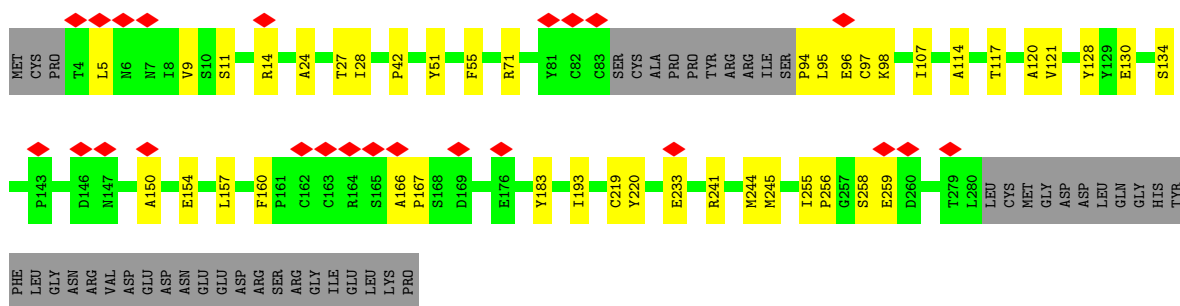 MET CYS PRO T4 L5 N6 N7 I8 V9 S10 S11 R14 A24 T27 I28 P42 Y51 F55 R71 Y81 C82 C83 SER CYS ALA PRO PRO TYR ARG ARG ILE SER P94 L95 E96 C97 K98 I107 A114 T117 A120 V121 Y128 Y129 E130 S134
P143 D146 N147 A150 E154 L157 F160 P161 C162 C163 R164 S165 A166 P167 S168 D169 E176 Y183 I193 C219 Y220 E233 R241 M244 M245 I255 P256 G257 S258 E259 D260 T279 L280 LEU CYS MET GLY ASP ASP LEU GLN GLY HIS TYR
PHE LEU GLY ASN ARG VAL ASP GLU ASP ASN GLU GLU ASP ARG SER ARG GLY ILE GLU LEU LYS PRO